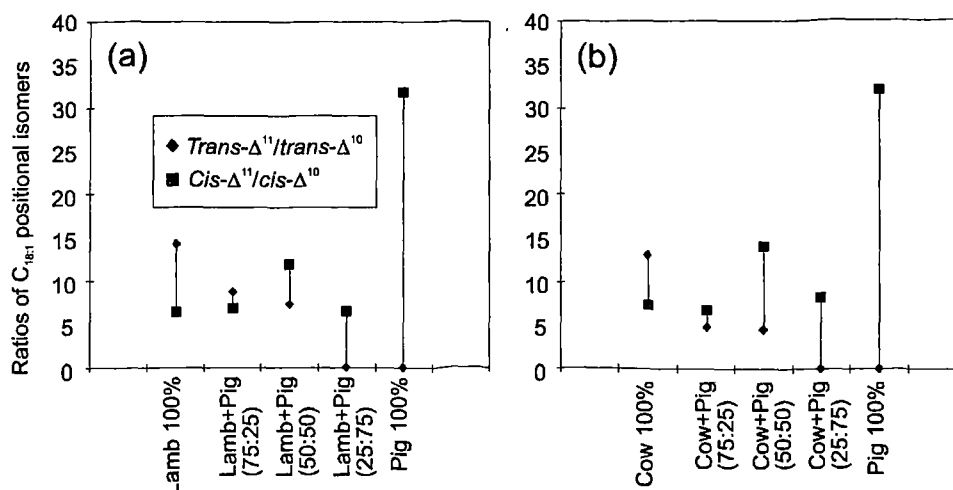 Ratios of C18:1 positional isomers
40
35
30
25
20
15
10
5
0
(a)
Trans-Δ¹¹/trans-Δ¹⁰
Cis-Δ¹¹/cis-Δ¹⁰
Lamb 100%
Lamb+Pig
(75:25)
Lamb+Pig
(50:50)
Lamb+Pig
(25:75)
Pig 100%
40
35
30
25
20
15
10
5
0
(b)
Cow 100%
Cow+Pig
(75:25)
Cow+Pig
(50:50)
Cow+Pig
(25:75)
Pig 100%